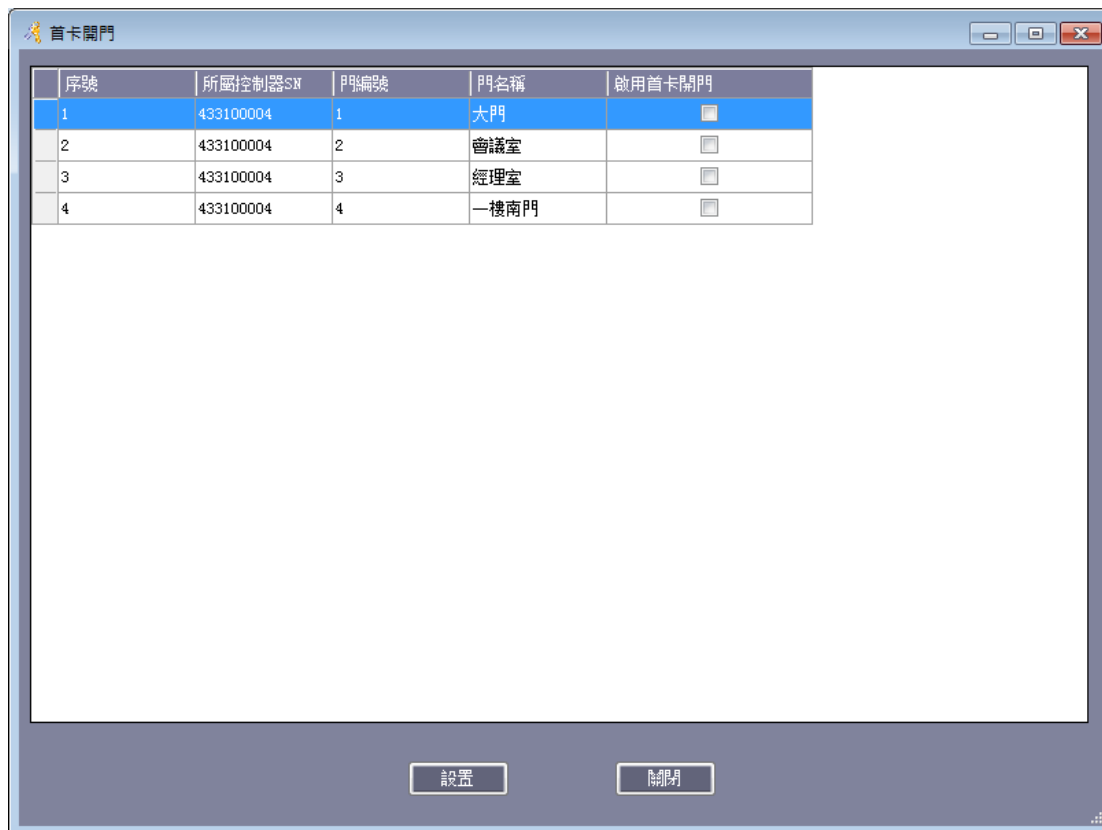 首卡開門
序號 所屬控制器SN 門編號 門名稱 啟用首卡開門
1 433100004 1 大門
2 433100004 2 會議室
3 433100004 3 經理室
4 433100004 4 一樓南門
設置 關閉